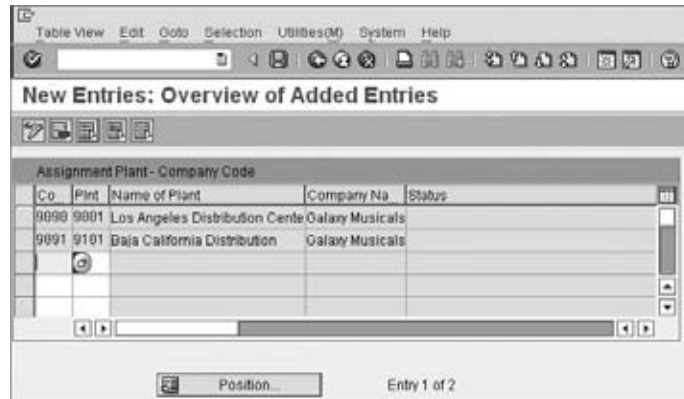 Table View Edit Goto Selection Utilities(M) System Help
New Entries: Overview of Added Entries
Assignment Plant - Company Code
Co Plnt Name of Plant Company Na Status
9090 9001 Los Angeles Distribution Cente Galaxy Musicals
9091 9101 Baja California Distribution Galaxy Musicals
Position... Entry 1 of 2